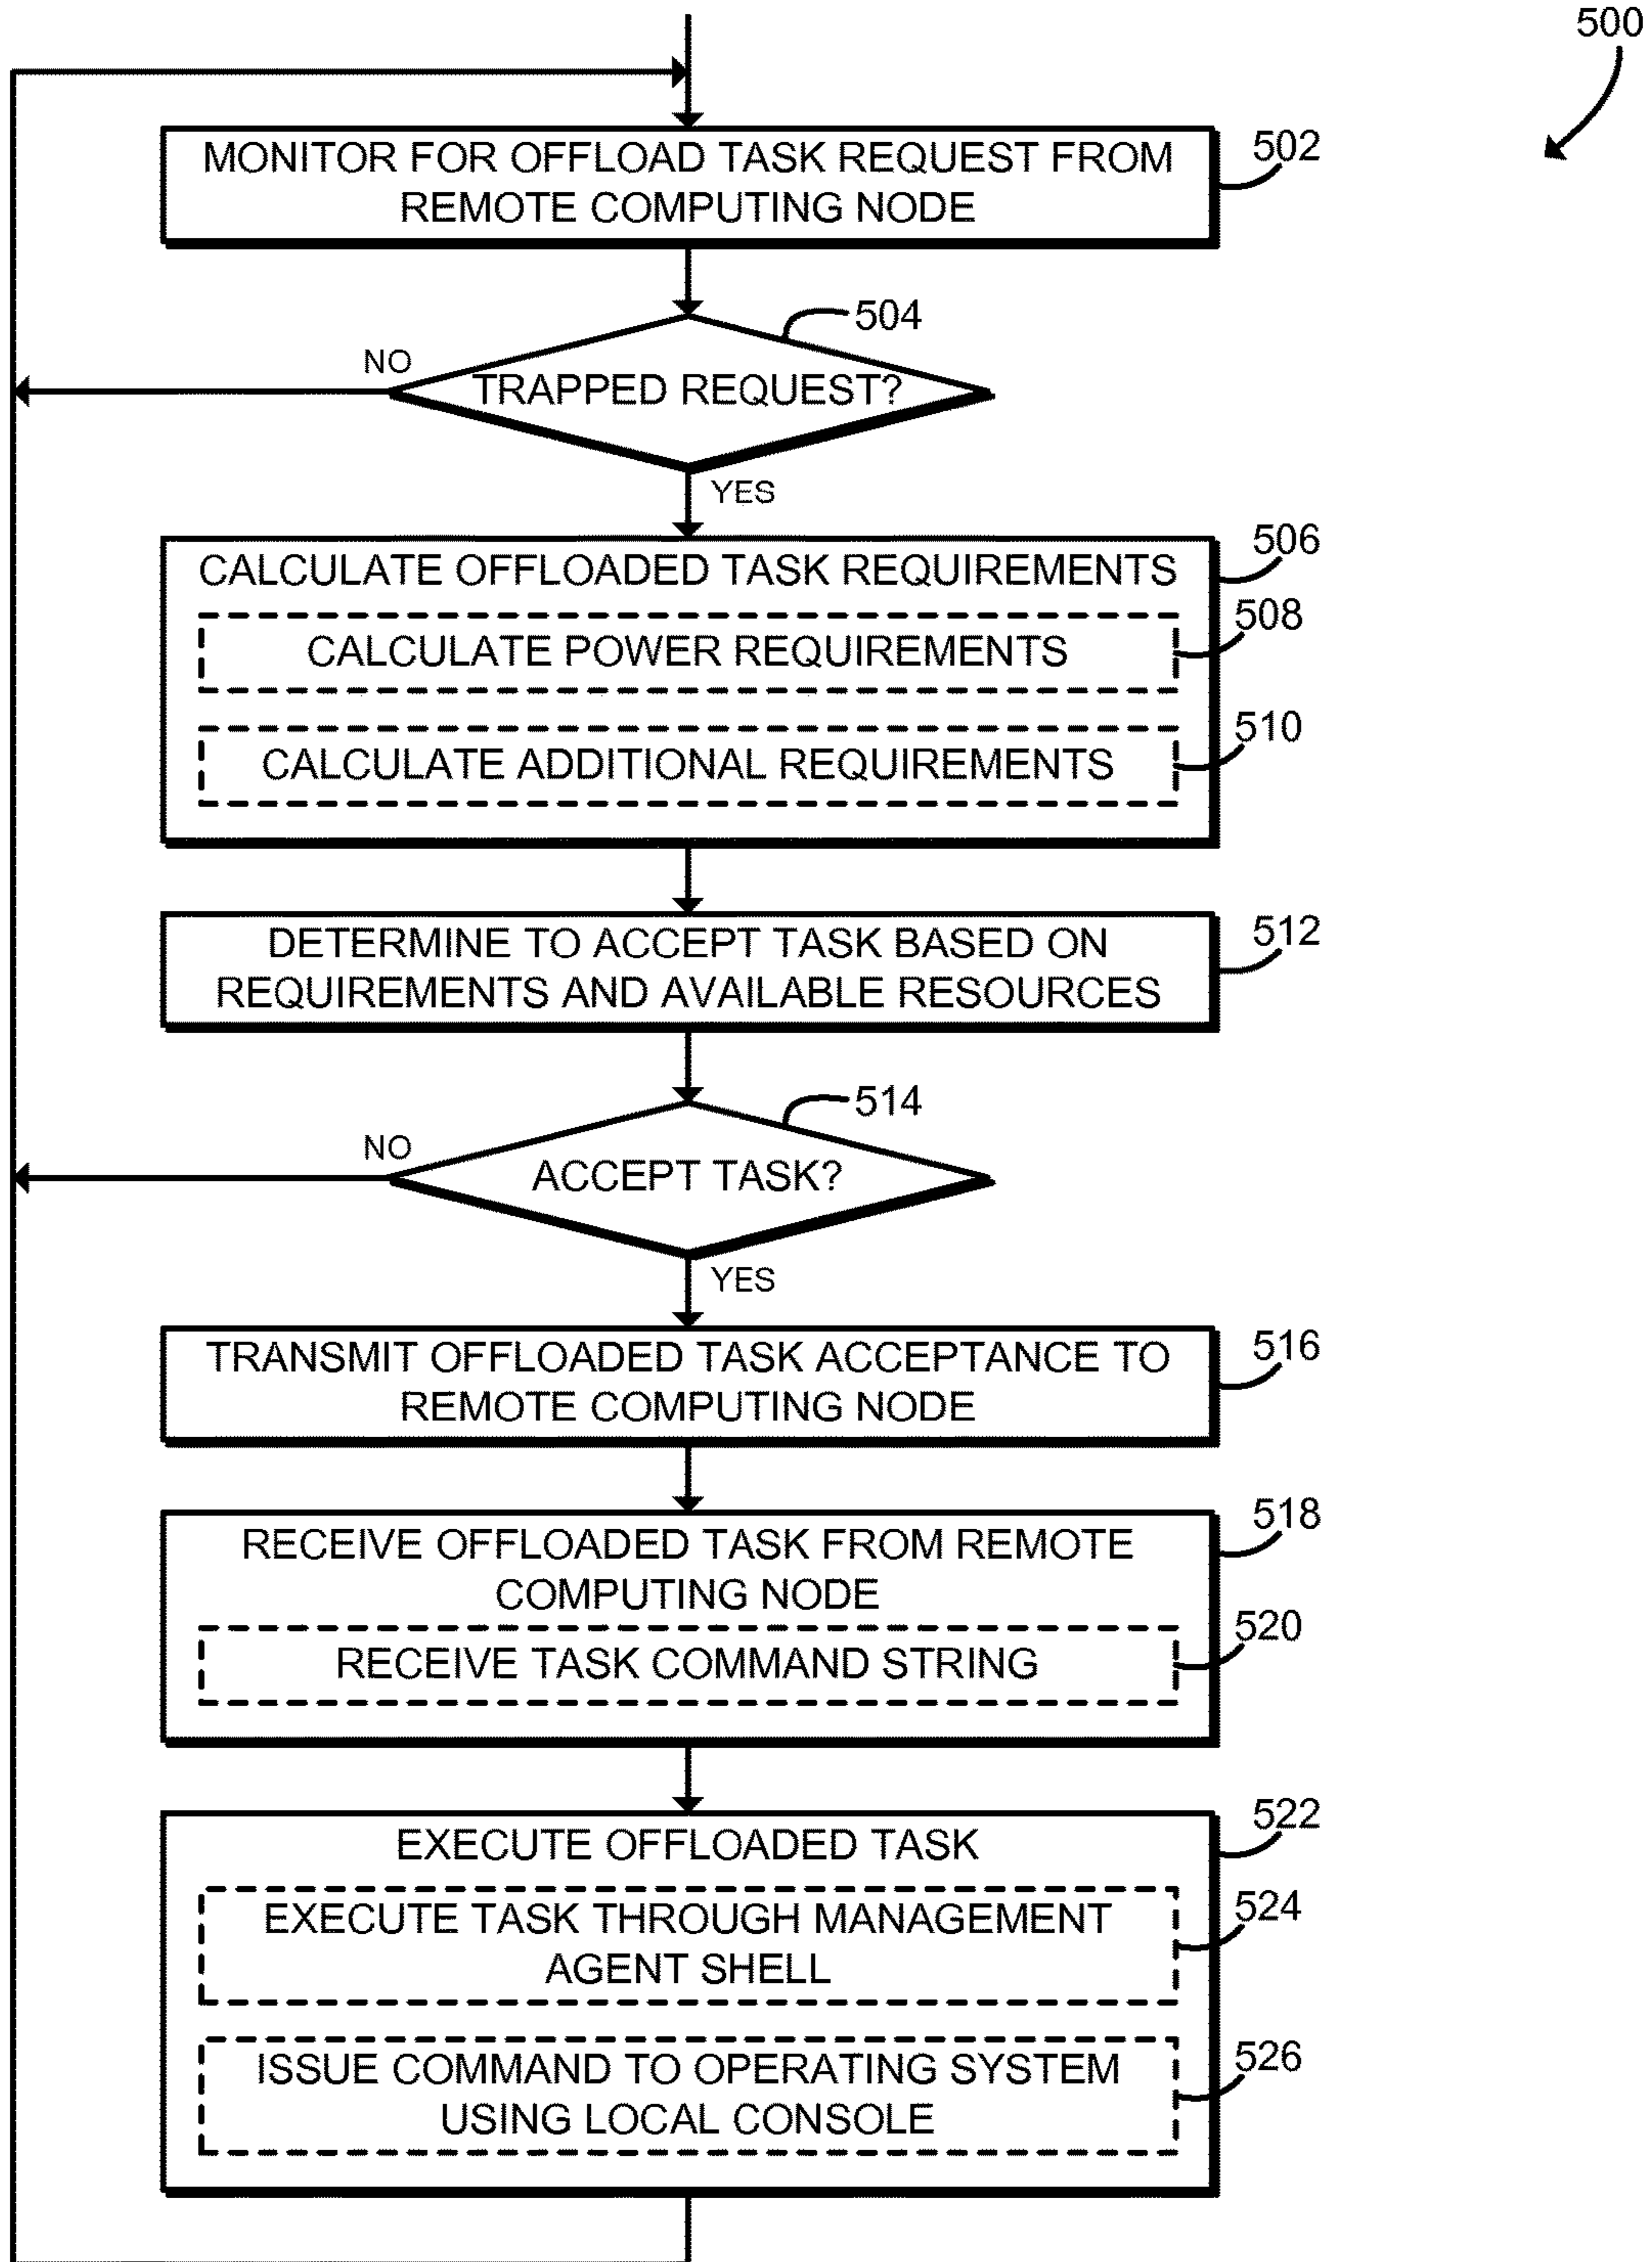 500
MONITOR FOR OFFLOAD TASK REQUEST FROM
REMOTE COMPUTING NODE
502
504
NO
TRAPPED REQUEST?
YES
506
CALCULATE OFFLOADED TASK REQUIREMENTS
508
CALCULATE POWER REQUIREMENTS
510
CALCULATE ADDITIONAL REQUIREMENTS
512
DETERMINE TO ACCEPT TASK BASED ON
REQUIREMENTS AND AVAILABLE RESOURCES
514
NO
ACCEPT TASK?
YES
516
TRANSMIT OFFLOADED TASK ACCEPTANCE TO
REMOTE COMPUTING NODE
518
RECEIVE OFFLOADED TASK FROM REMOTE
COMPUTING NODE
520
RECEIVE TASK COMMAND STRING
522
EXECUTE OFFLOADED TASK
524
EXECUTE TASK THROUGH MANAGEMENT
AGENT SHELL
526
ISSUE COMMAND TO OPERATING SYSTEM
USING LOCAL CONSOLE